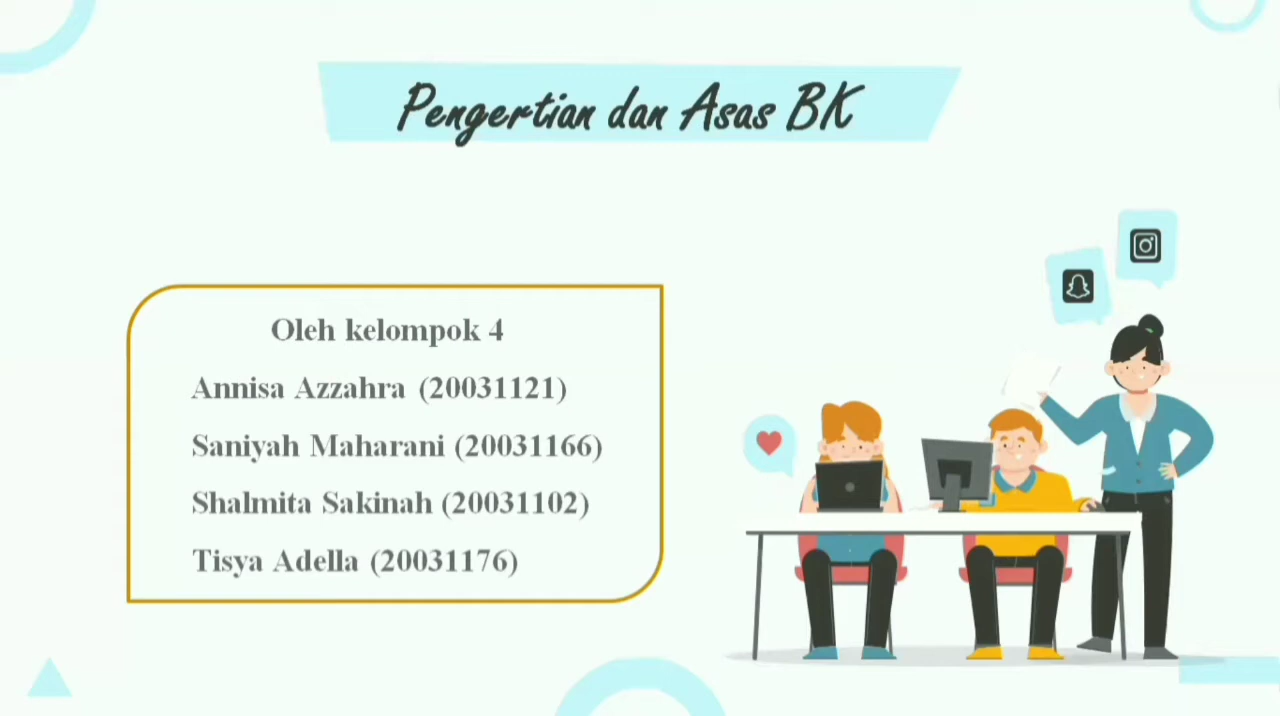 Pengertian dan Asas BK
Oleh kelompok 4
Annisa Azzahra (20031121)
Saniyah Maharani (20031166)
Shalmita Sakinah (20031102)
Tisya Adella (20031176)